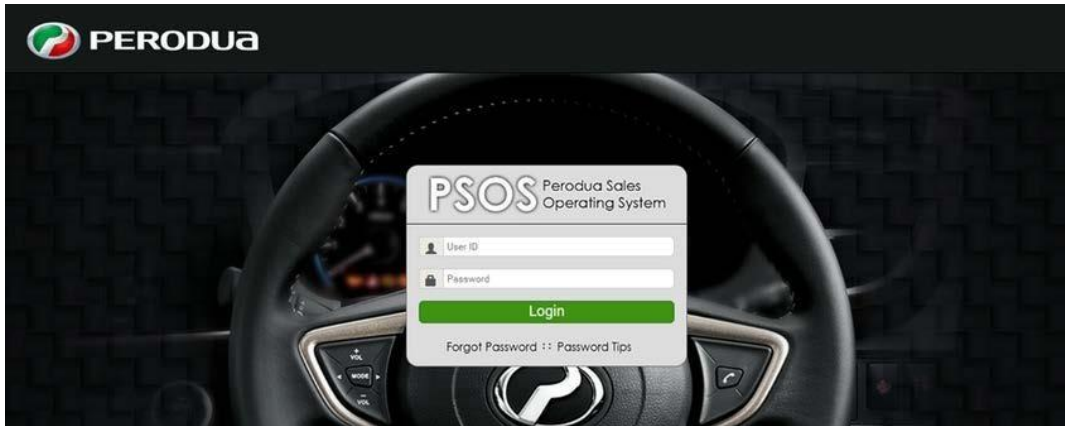 PERODUA
PSOS Perodua Sales
Operating System
User ID
Password
Login
Forgot Password :: Password Tips
+
VOL
MODE
–
VOL